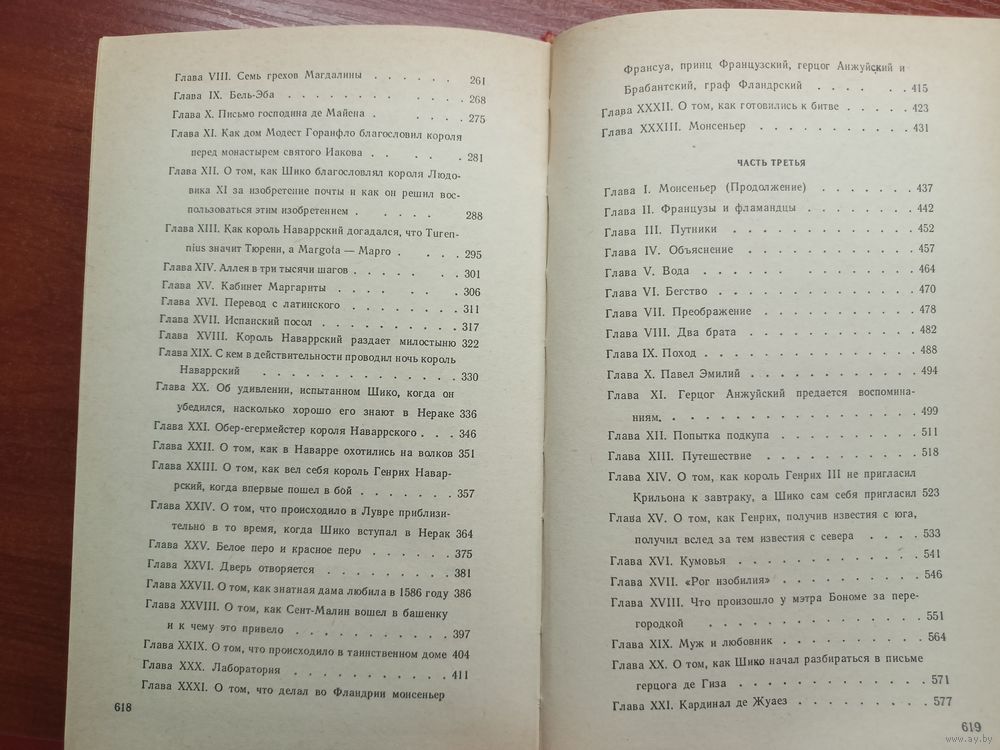 Глава VIII. Семь грехов Магдалины . . . . . . 261
Глава IX. Бель-Эба . . . . . . . . 268
Глава X. Письмо господина де Майена . . . . . 275
Глава XI. Как дом Модест Горанфло благословил короля
перед монастырем святого Иакова . . . . . . 281
Глава XII. О том, как Шико благословлял короля Людо-
вика XI за изобретение почты и как он решил вос-
пользоваться этим изобретением . . . . . 288
Глава XIII. Как король Наваррский догадался, что Turen-
nius значит Тюренн, а Margota — Марго . . . . 295
Глава XIV. Аллея в три тысячи шагов . . . . . . 301
Глава XV. Кабинет Маргариты . . . . . . 306
Глава XVI. Перевод с латинского . . . . . . . 311
Глава XVII. Испанский посол . . . . . . . . . 317
Глава XVIII. Король Наваррский раздает милостыню 322
Глава XIX. С кем в действительности проводил ночь король
Наваррский . . . . . . . . . . . . 330
Глава XX. Об удивлении, испытанном Шико, когда он
убедился, насколько хорошо его знают в Нераке 336
Глава XXI. Обер-егермейстер короля Наваррского . . . 346
Глава XXII. О том, как в Наварре охотились на волков 351
Глава XXIII. О том, как вел себя король Генрих Навар-
рский, когда впервые пошел в бой . . . . . . . 357
Глава XXIV. О том, что происходило в Лувре приблизи-
тельно в то время, когда Шико вступал в Нерак 364
Глава XXV. Белое перо и красное перо . . . . . . 375
Глава XXVI. Дверь отворяется . . . . . . . . . 381
Глава XXVII. О том, как знатная дама любила в 1586 году 386
Глава XXVIII. О том, как Сент-Малин вошел в башенку
и к чему это привело . . . . . . . . . . . 397
Глава XXIX. О том, что происходило в таинственном доме 404
Глава XXX. Лаборатория . . . . . . . . . . . 411
Глава XXXI. О том, что делал во Фландрии монсеньер
618
Франсуа, принц Французский, герцог Анжуйский и
Брабантский, граф Фландрский . . . . . 415
Глава XXXII. О том, как готовились к битве . . . . 423
Глава XXXIII. Монсеньер . . . . . . . . . . 431
ЧАСТЬ ТРЕТЬЯ
Глава I. Монсеньер (Продолжение) . . . . . . . 437
Глава II. Французы и фламандцы . . . . . . . . 442
Глава III. Путники . . . . . . . . . . . . 452
Глава IV. Объяснение . . . . . . . . . . . 457
Глава V. Вода . . . . . . . . . . . . 464
Глава VI. Бегство . . . . . . . . . . . . 470
Глава VII. Преображение . . . . . . . . . . 478
Глава VIII. Два брата . . . . . . . . . . . 482
Глава IX. Поход . . . . . . . . . . . . . 488
Глава X. Павел Эмилий . . . . . . . . . . . 494
Глава XI. Герцог Анжуйский предается воспомина-
ниям. . . . . . . . . . . . . . 499
Глава XII. Попытка подкупа . . . . . . . . . 511
Глава XIII. Путешествие . . . . . . . . . . 518
Глава XIV. О том, как король Генрих III не пригласил
Крильона к завтраку, а Шико сам себя пригласил 523
Глава XV. О том, как Генрих, получив известия с юга,
получил вслед за тем известия с севера . . . . 533
Глава XVI. Кумовья . . . . . . . . . . . 541
Глава XVII. «Рог изобилия» . . . . . . . . . 546
Глава XVIII. Что произошло у мэтра Бономе за пере-
городкой . . . . . . . . . . . 551
Глава XIX. Муж и любовник . . . . . . . . . 564
Глава XX. О том, как Шико начал разбираться в письме
герцога де Гиза . . . . . . . . . . . 571
Глава XXI. Кардинал де Жуаез . . . . . . . . 577
619
www.ay.by